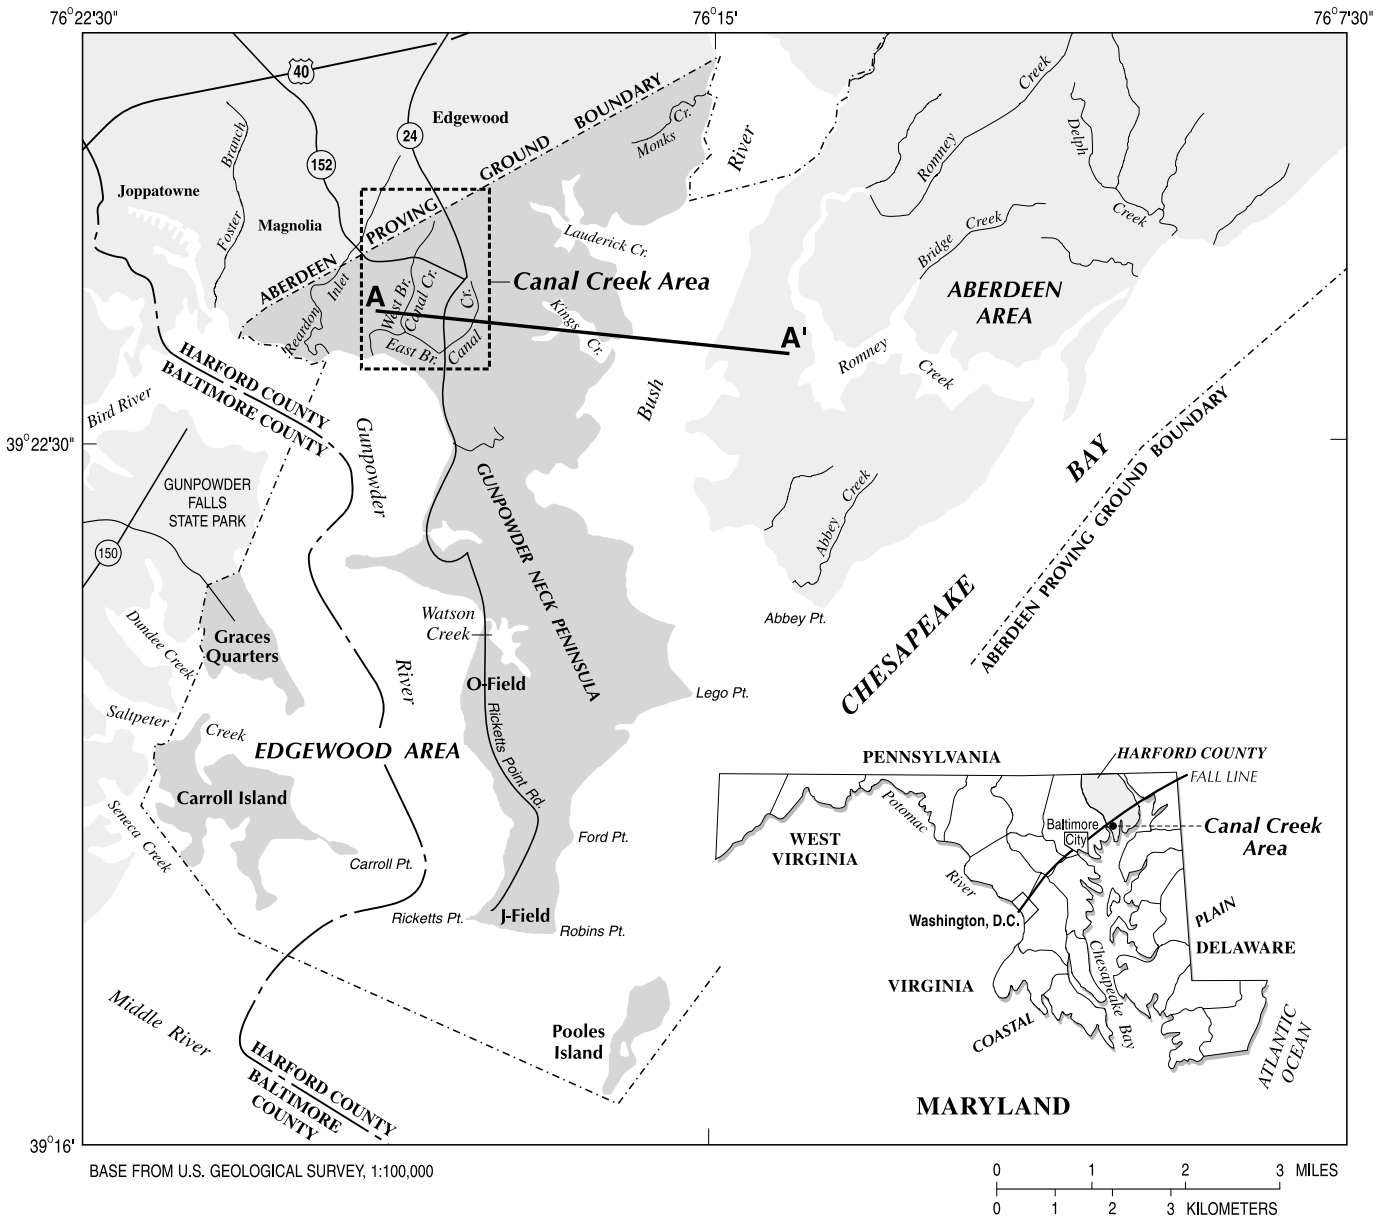 76°22'30"
76°15'
76°7'30"
40
24
Edgewood
152
ABERDEEN PROVING GROUND BOUNDARY
Monks Cr.
River
Romney Creek
Delph
Creek
Joppatowne
Foster Branch
Magnolia
Lauderick Cr.
Bridge Creek
Reardon Inlet
A
West Br.
Canal Cr.
East Br.
Canal
Cr.
Canal Creek Area
Kings Cr.
A'
ABERDEEN
AREA
Romney
Creek
HARFORD COUNTY
BALTIMORE COUNTY
Bird River
Gunpowder
Bush
39°22'30"
GUNPOWDER
FALLS
STATE PARK
150
GUNPOWDER NECK PENINSULA
Abbey
Creek
BAY
ABERDEEN PROVING GROUND BOUNDARY
CHESAPEAKE
Abbey Pt.
Watson
Creek
Dundee Creek
Graces
Quarters
River
O-Field
Lego Pt.
Saltpeter
Creek
EDGEWOOD AREA
Ricketts Point Rd.
Carroll Island
Seneca Creek
Carroll Pt.
Ford Pt.
Ricketts Pt.
J-Field
Robins Pt.
Middle River
Pooles
Island
HARFORD COUNTY
BALTIMORE
COUNTY
PENNSYLVANIA
HARFORD COUNTY
FALL LINE
Potomac
River
WEST
VIRGINIA
Baltimore
City
Canal Creek
Area
Washington, D.C.
PLAIN
DELAWARE
VIRGINIA
COASTAL
Chesapeake Bay
ATLANTIC
OCEAN
MARYLAND
39°16'
BASE FROM U.S. GEOLOGICAL SURVEY, 1:100,000
0 1 2 3 MILES
0 1 2 3 KILOMETERS